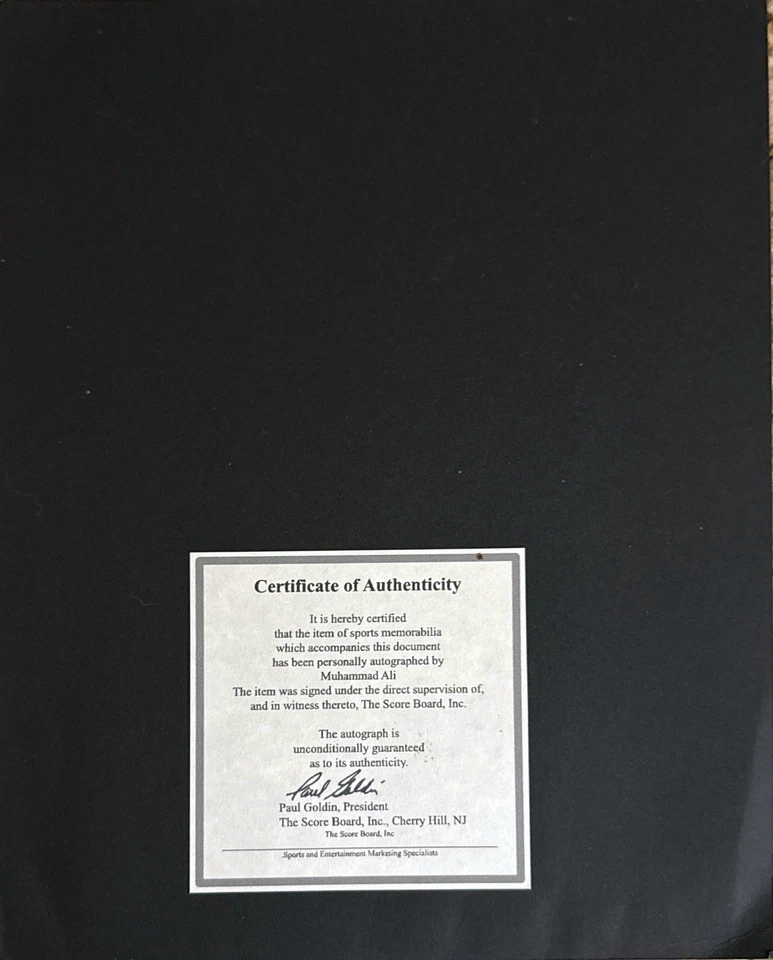 Certificate of Authenticity
It is hereby certified
that the item of sports memorabilia
which accompanies this document
has been personally autographed by
Muhammad Ali
The item was signed under the direct supervision of,
and in witness thereto, The Score Board, Inc.
The autograph is
unconditionally guaranteed
as to its authenticity.
Paul Goldin
Paul Goldin, President
The Score Board, Inc., Cherry Hill, NJ
The Score Board, Inc
Sports and Entertainment Marketing Specialists